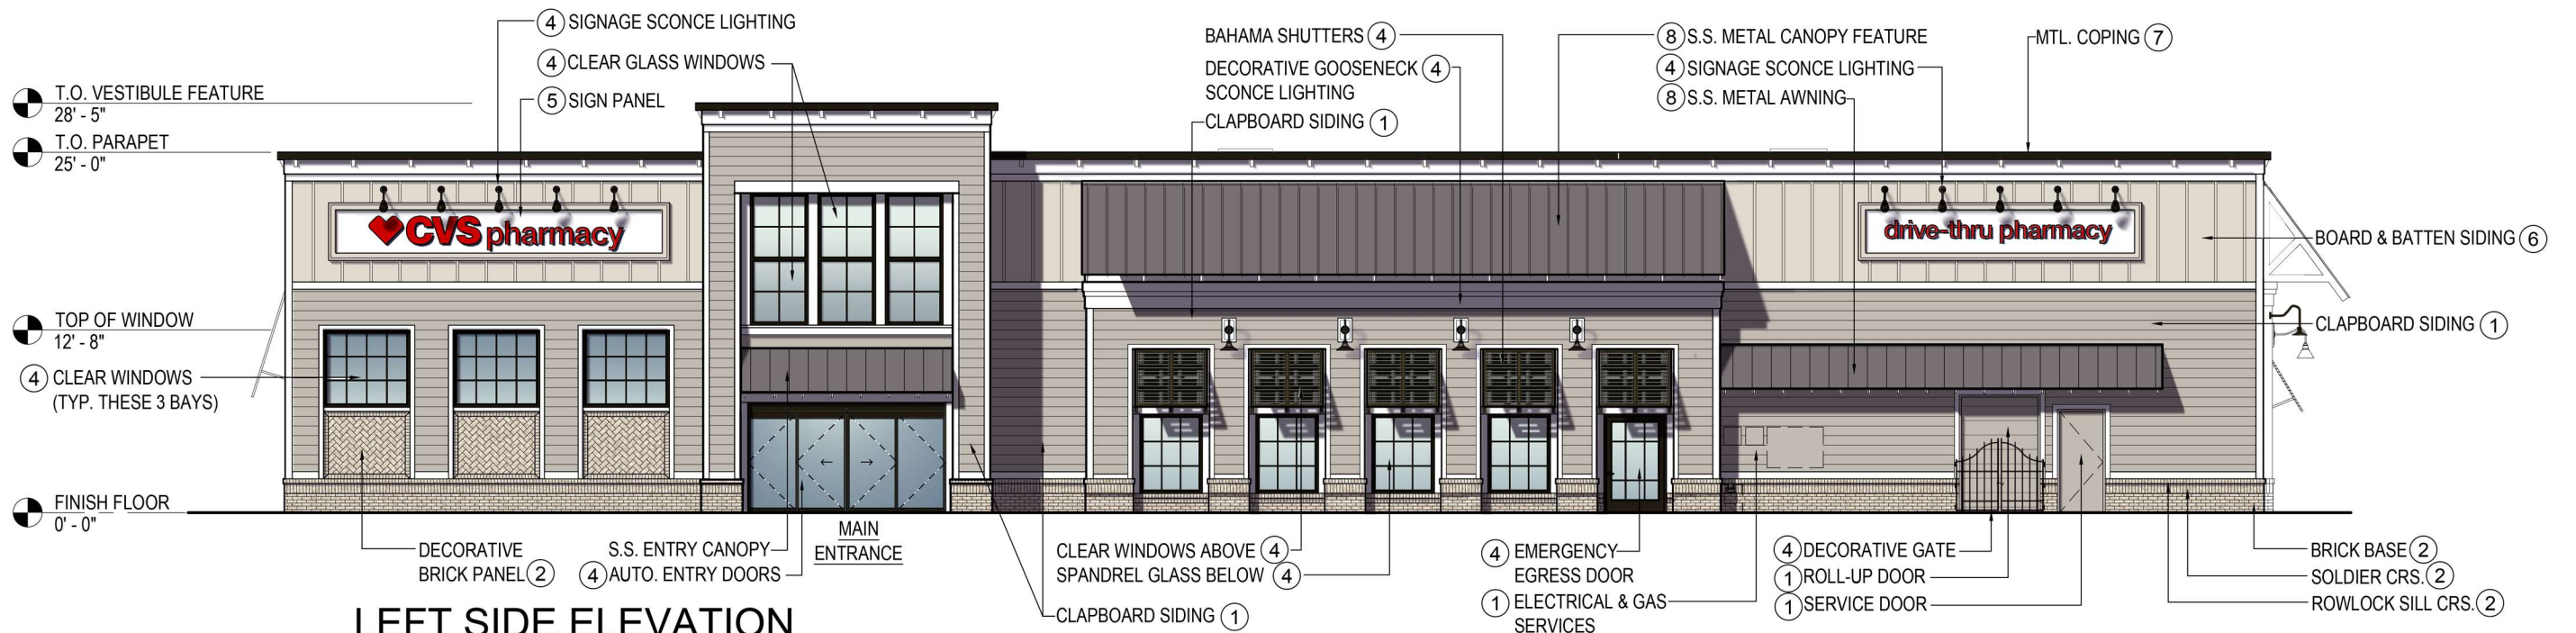 ④ SIGNAGE SCONCE LIGHTING
④ CLEAR GLASS WINDOWS
⑤ SIGN PANEL
T.O. VESTIBULE FEATURE
28' - 5"
T.O. PARAPET
25' - 0"
TOP OF WINDOW
12' - 8"
④ CLEAR WINDOWS
(TYP. THESE 3 BAYS)
FINISH FLOOR
0' - 0"
CVS pharmacy
BAHAMA SHUTTERS ④
DECORATIVE GOOSENECK ④
SCONCE LIGHTING
CLAPBOARD SIDING ①
⑧ S.S. METAL CANOPY FEATURE
④ SIGNAGE SCONCE LIGHTING
⑧ S.S. METAL AWNING
MTL. COPING ⑦
drive-thru pharmacy
BOARD & BATTEN SIDING ⑥
CLAPBOARD SIDING ①
DECORATIVE
BRICK PANEL ②
S.S. ENTRY CANOPY
④ AUTO. ENTRY DOORS
MAIN
ENTRANCE
CLEAR WINDOWS ABOVE ④
SPANDREL GLASS BELOW ④
CLAPBOARD SIDING ①
④ EMERGENCY
EGRESS DOOR
① ELECTRICAL & GAS
SERVICES
④ DECORATIVE GATE
① ROLL-UP DOOR
① SERVICE DOOR
BRICK BASE ②
SOLDIER CRS. ②
ROWLOCK SILL CRS. ②
LEFT SIDE ELEVATION